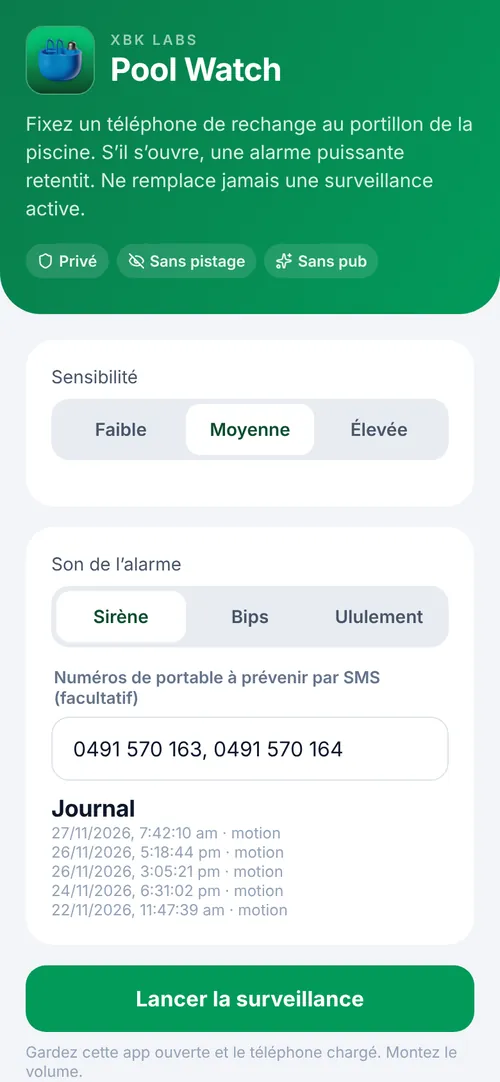 XBK LABS
Pool Watch
Fixez un téléphone de rechange au portillon de la
piscine. S’il s’ouvre, une alarme puissante
retentit. Ne remplace jamais une surveillance
active.
Privé
Sans pistage
Sans pub
Sensibilité
Faible
Moyenne
Élevée
Son de l’alarme
Sirène
Bips
Ululement
Numéros de portable à prévenir par SMS
(facultatif)
0491 570 163, 0491 570 164
Journal
27/11/2026, 7:42:10 am · motion
26/11/2026, 5:18:44 pm · motion
26/11/2026, 3:05:21 pm · motion
24/11/2026, 6:31:02 pm · motion
22/11/2026, 11:47:39 am · motion
Lancer la surveillance
Gardez cette app ouverte et le téléphone chargé. Montez le
volume.